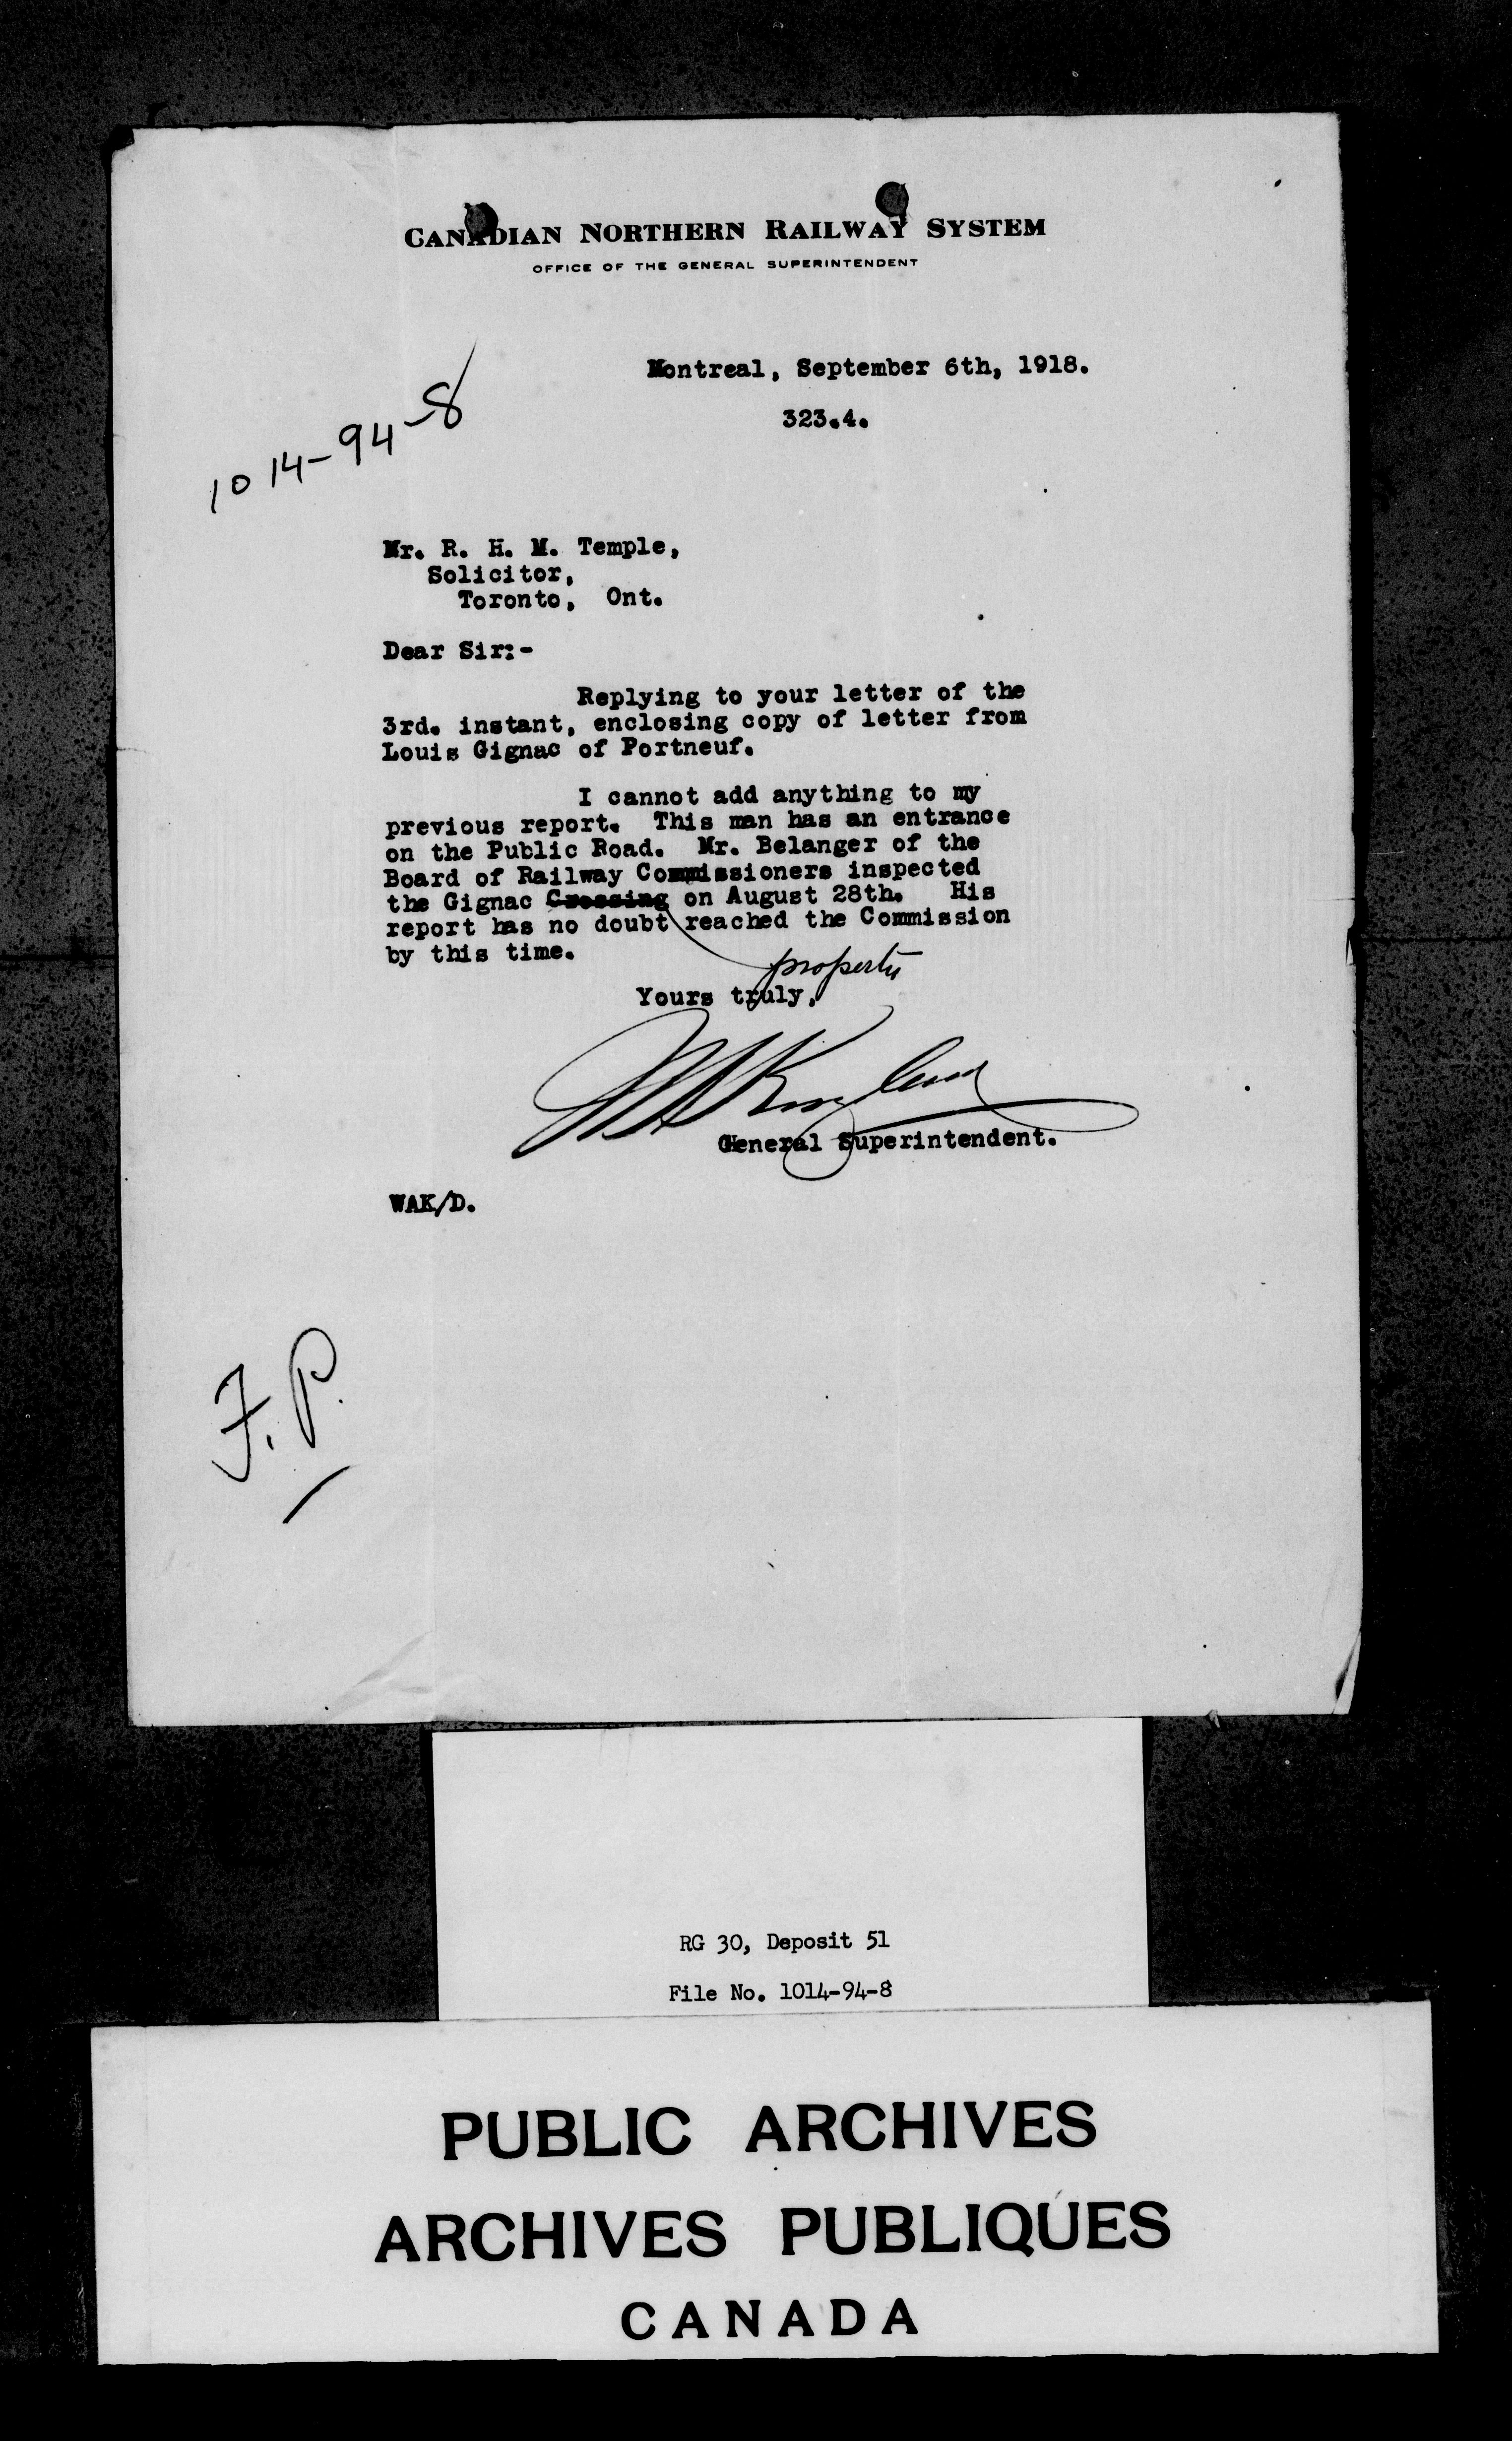 CANADIAN NORTHERN RAILWAY SYSTEM
OFFICE OF THE GENERAL SUPERINTENDENT
Montreal, September 6th, 1918.
323.4.
1014-94-8
Mr. R. H. M. Temple,
Solicitor,
Toronto, Ont.
Dear Sir:-
Replying to your letter of the
3rd. instant, enclosing copy of letter from
Louis Gignac of Portneuf.
I cannot add anything to my
previous report. This man has an entrance
on the Public Road. Mr. Belanger of the
Board of Railway Commissioners inspected
the Gignac Crossing on August 28th. His
report has no doubt reached the Commission
by this time.
property
Yours truly,
General Superintendent.
WAK/D.
F.P.
RG 30, Deposit 51
File No. 1014-94-8
PUBLIC ARCHIVES
ARCHIVES PUBLIQUES
CANADA